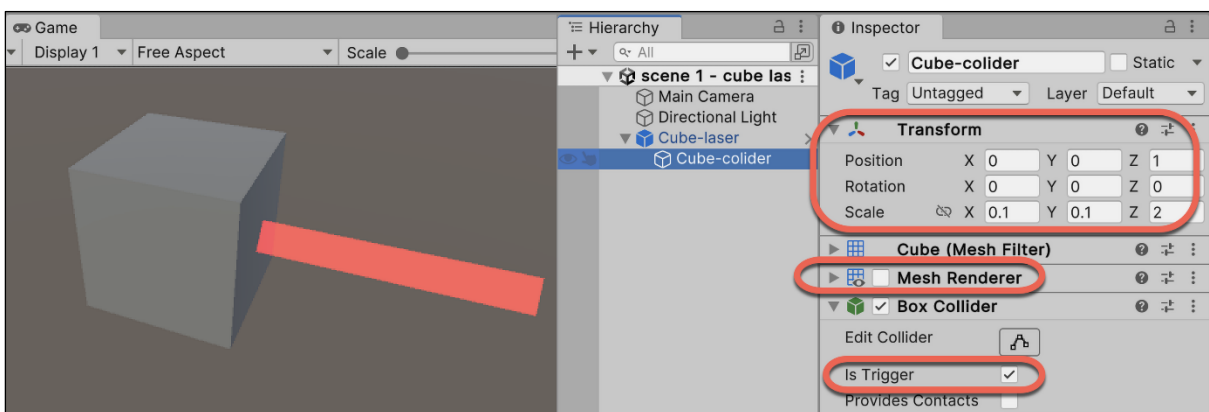 Game
Display 1 Free Aspect Scale
Hierarchy
All
scene 1 - cube las
Main Camera
Directional Light
Cube-laser
Cube-colider
Inspector
Cube-colider Static
Tag Untagged Layer Default
Transform
Position X 0 Y 0 Z 1
Rotation X 0 Y 0 Z 0
Scale X 0.1 Y 0.1 Z 2
Cube (Mesh Filter)
Mesh Renderer
Box Collider
Edit Collider
Is Trigger
Provides Contacts